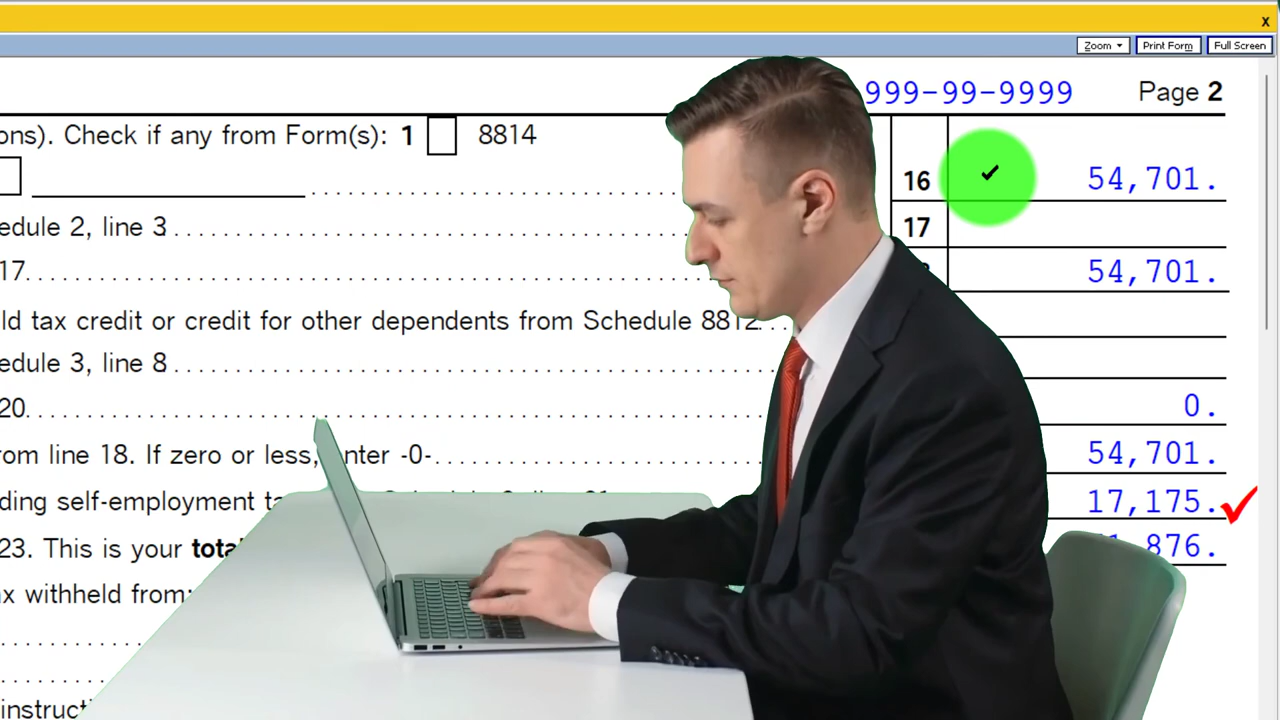 x
Zoom Print Form Full Screen
999-99-9999 Page 2
ons). Check if any from Form(s): 1 8814
16 54,701.
edule 2, line 3 17
17 54,701.
ld tax credit or credit for other dependents from Schedule 8812
edule 3, line 8
20 0.
rom line 18. If zero or less, enter -0- 54,701.
ding self-employment 17,175.
23. This is your total 876.
x withheld from:
instructi